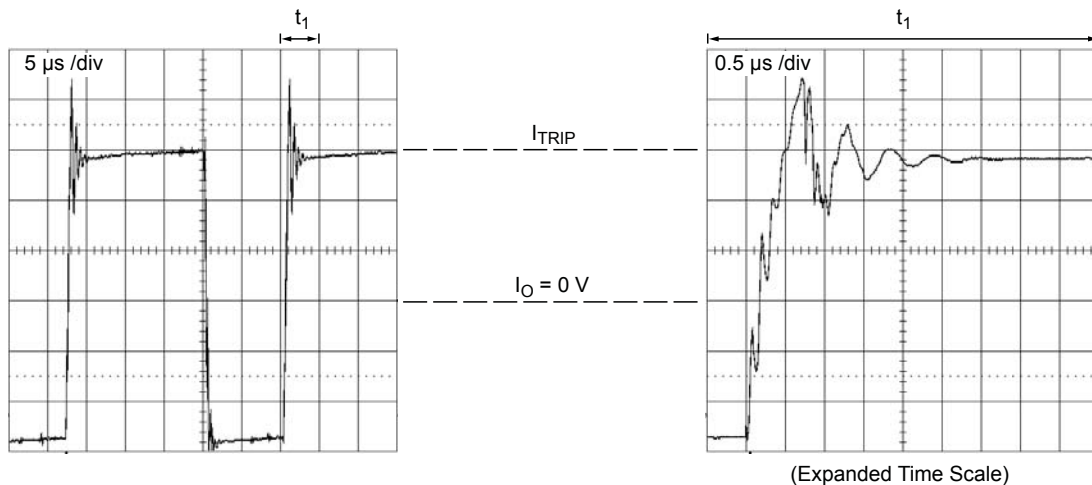 t1
5 µs /div
ITRIP
IO = 0 V
t1
0.5 µs /div
(Expanded Time Scale)